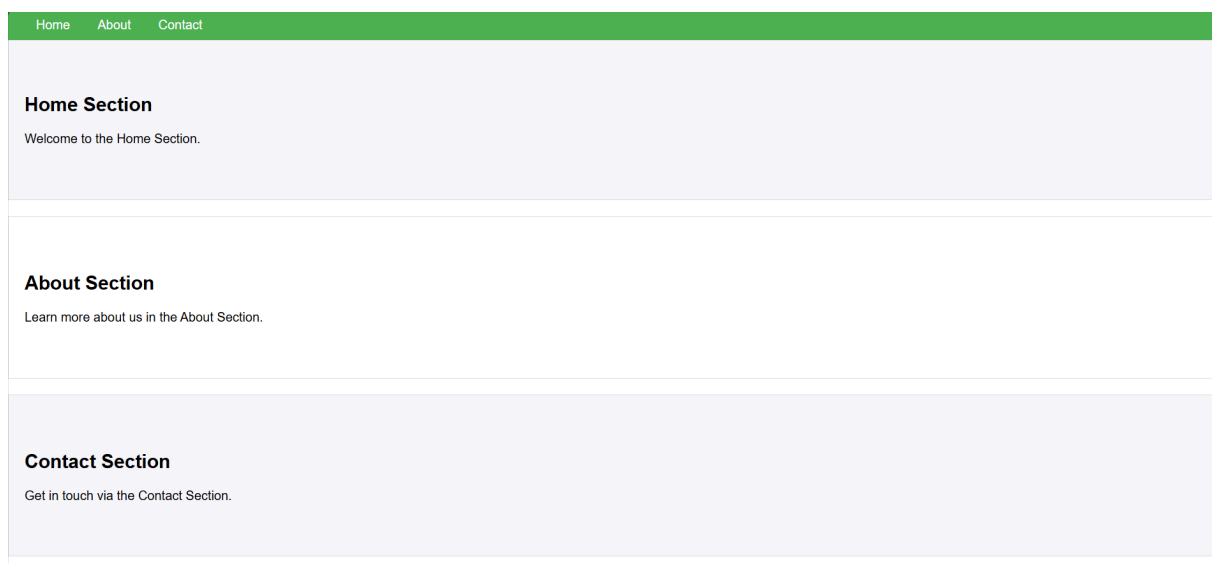 Home About Contact
Home Section
Welcome to the Home Section.
About Section
Learn more about us in the About Section.
Contact Section
Get in touch via the Contact Section.